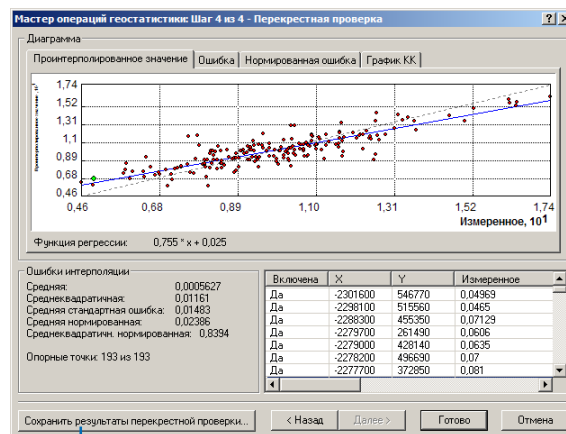 Мастер операций геостатистики: Шаг 4 из 4 - Перекрестная проверка
Диаграмма
Проинтерполированное значение Ошибка Нормированная ошибка График КК
1,74
1,52
1,31
1,1
0,89
0,68
0,46
0,46 0,68 0,89 1,10 1,31 1,52 1,74
Измеренное, 10¹
Функция регрессии: 0,755 * x + 0,025
Ошибки интерполяции
Средняя: 0,0005627
Среднеквадратичная: 0,01161
Средняя стандартная ошибка: 0,01483
Средняя нормированная: 0,02386
Среднеквадратичн. нормированная: 0,8394
Опорные точки: 193 из 193
Включена X Y Измеренное
Да -2301600 546770 0,04969
Да -2298100 515560 0,0465
Да -2288300 455350 0,07129
Да -2279700 261490 0,0606
Да -2279000 428140 0,0635
Да -2278200 496690 0,07
Да -2277700 372850 0,081
Сохранить результаты перекрестной проверки... < Назад Далее > Готово Отмена